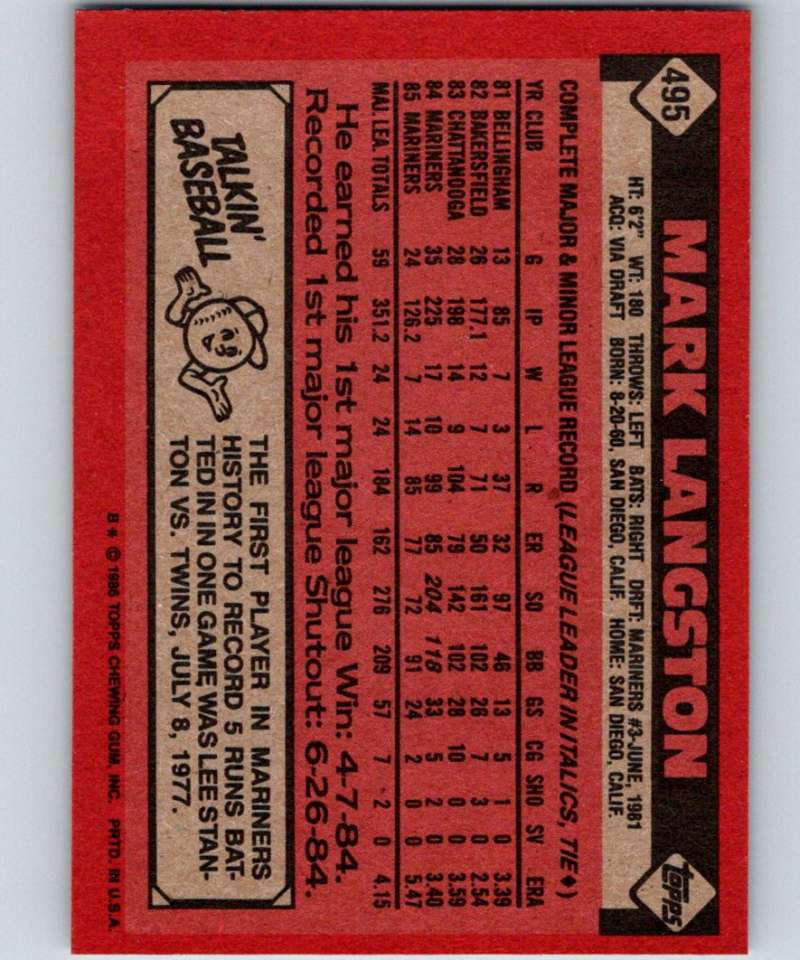 495
MARK LANGSTON
topps
HT: 6'2" WT: 180 THROWS: LEFT BATS: RIGHT DRFT: MARINERS #3-JUNE, 1981
ACQ: VIA DRAFT BORN: 8-20-60, SAN DIEGO, CALIF. HOME: SAN DIEGO, CALIF.
COMPLETE MAJOR & MINOR LEAGUE RECORD (LEAGUE LEADER IN ITALICS, TIE♦)
YR CLUB G IP W L R ER SO BB GS CG SHO SV ERA
81 BELLINGHAM 13 85 7 3 37 32 97 46 13 5 1 0 3.39
82 BAKERSFIELD 26 177.1 12 7 71 50 161 102 26 7 3 0 2.54
83 CHATTANOOGA 28 198 14 9 104 79 142 102 28 10 0 0 3.59
84 MARINERS 35 225 17 10 99 85 204 118 33 5 2 0 3.40
85 MARINERS 24 126.2 7 14 85 77 72 91 24 2 0 0 5.47
MAJ. LEA. TOTALS 59 351.2 24 24 184 162 276 209 57 7 2 0 4.15
He earned his 1st major league Win: 4-7-84.
Recorded 1st major league Shutout: 6-26-84.
TALKIN'
BASEBALL
THE FIRST PLAYER IN MARINERS
HISTORY TO RECORD 5 RUNS BAT-
TED IN IN ONE GAME WAS LEE STAN-
TON VS. TWINS, JULY 8, 1977.
8* © 1986 TOPPS CHEWING GUM, INC. PRTD. IN U.S.A.